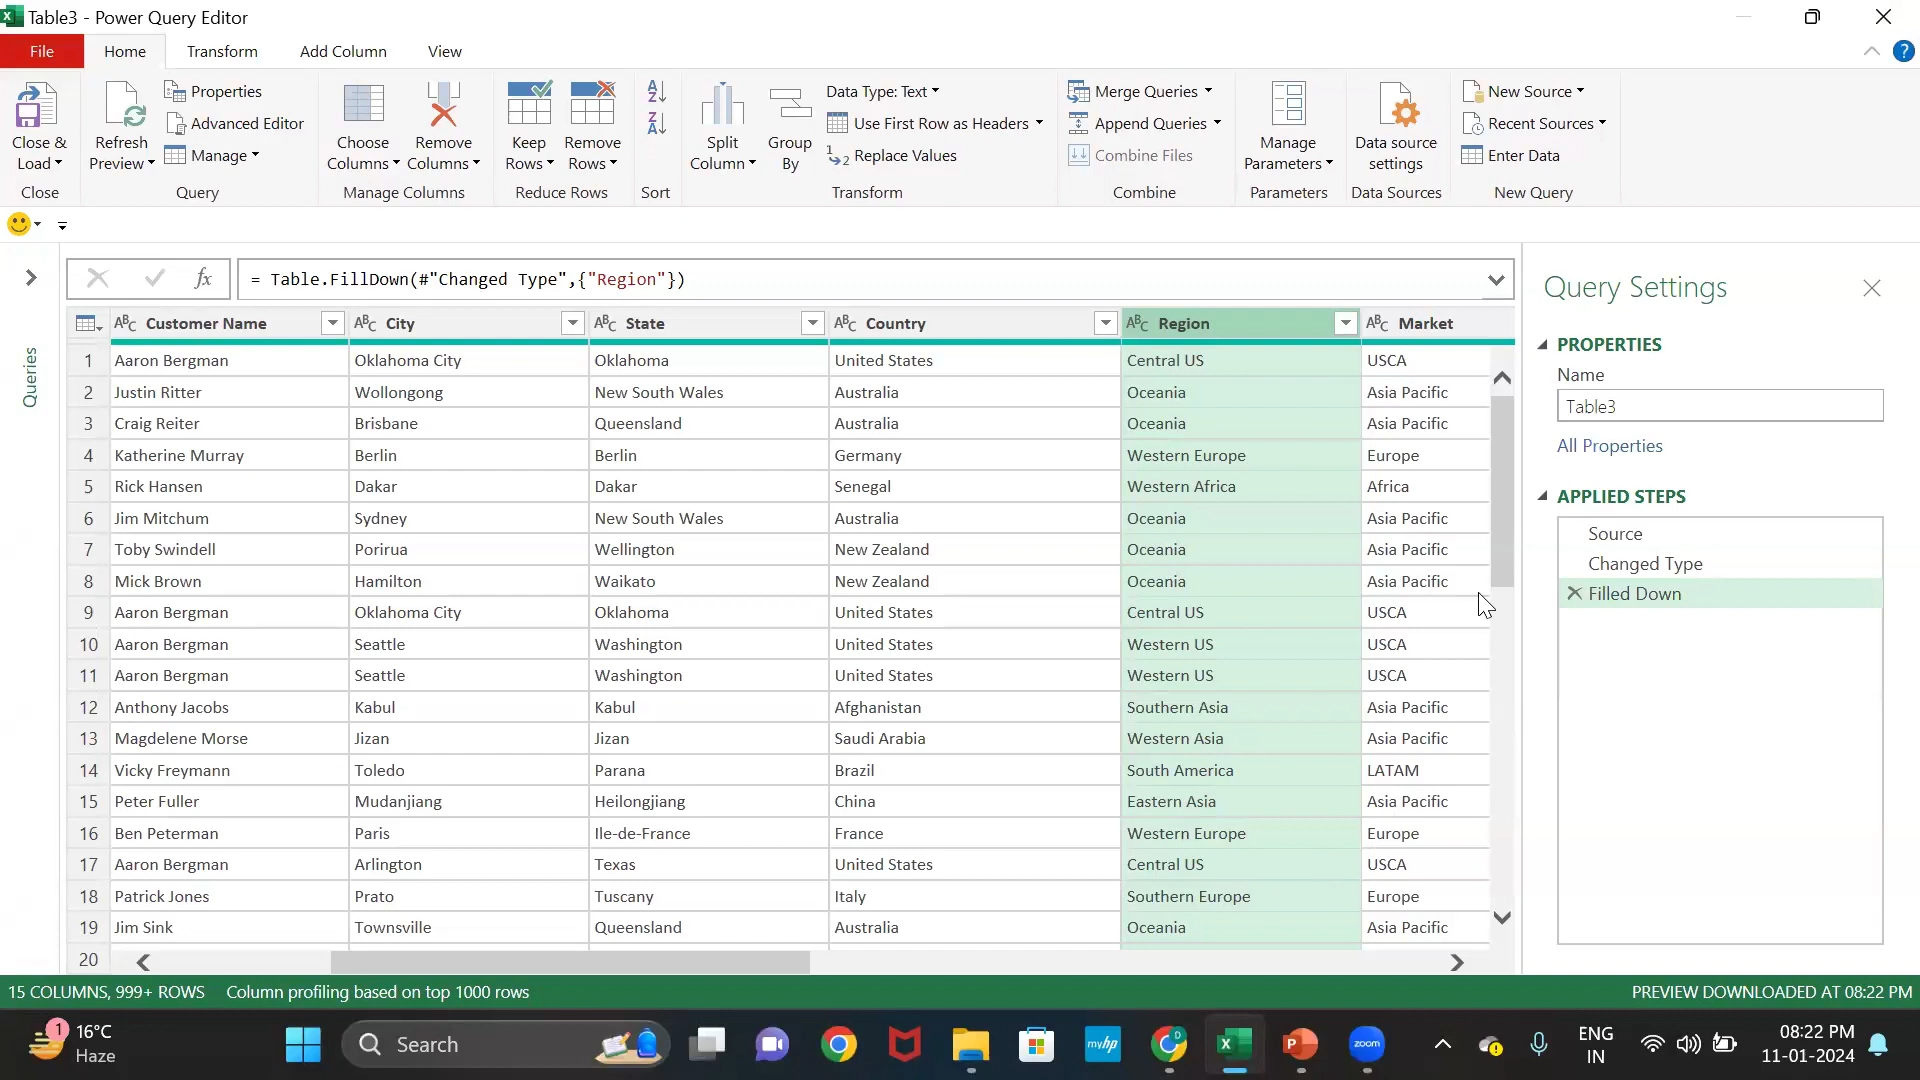 Table3 - Power Query Editor
File Home Transform Add Column View
Close & Load
Close
Refresh Preview
Properties
Advanced Editor
Manage
Query
Choose Columns
Remove Columns
Manage Columns
Keep Rows
Remove Rows
Reduce Rows
Sort
Split Column
Group By
Data Type: Text
Use First Row as Headers
Replace Values
Transform
Merge Queries
Append Queries
Combine Files
Combine
Manage Parameters
Parameters
Data source settings
Data Sources
New Source
Recent Sources
Enter Data
New Query
Queries
fx = Table.FillDown(#"Changed Type",{"Region"})
Customer Name City State Country Region Market
1 Aaron Bergman Oklahoma City Oklahoma United States Central US USCA
2 Justin Ritter Wollongong New South Wales Australia Oceania Asia Pacific
3 Craig Reiter Brisbane Queensland Australia Oceania Asia Pacific
4 Katherine Murray Berlin Berlin Germany Western Europe Europe
5 Rick Hansen Dakar Dakar Senegal Western Africa Africa
6 Jim Mitchum Sydney New South Wales Australia Oceania Asia Pacific
7 Toby Swindell Porirua Wellington New Zealand Oceania Asia Pacific
8 Mick Brown Hamilton Waikato New Zealand Oceania Asia Pacific
9 Aaron Bergman Oklahoma City Oklahoma United States Central US USCA
10 Aaron Bergman Seattle Washington United States Western US USCA
11 Aaron Bergman Seattle Washington United States Western US USCA
12 Anthony Jacobs Kabul Kabul Afghanistan Southern Asia Asia Pacific
13 Magdelene Morse Jizan Jizan Saudi Arabia Western Asia Asia Pacific
14 Vicky Freymann Toledo Parana Brazil South America LATAM
15 Peter Fuller Mudanjiang Heilongjiang China Eastern Asia Asia Pacific
16 Ben Peterman Paris Ile-de-France France Western Europe Europe
17 Aaron Bergman Arlington Texas United States Central US USCA
18 Patrick Jones Prato Tuscany Italy Southern Europe Europe
19 Jim Sink Townsville Queensland Australia Oceania Asia Pacific
20
Query Settings
PROPERTIES
Name
Table3
All Properties
APPLIED STEPS
Source
Changed Type
Filled Down
15 COLUMNS, 999+ ROWS Column profiling based on top 1000 rows PREVIEW DOWNLOADED AT 08:22 PM
1 16°C
Haze
Search
myhp
zoom
ENG
IN
08:22 PM
11-01-2024